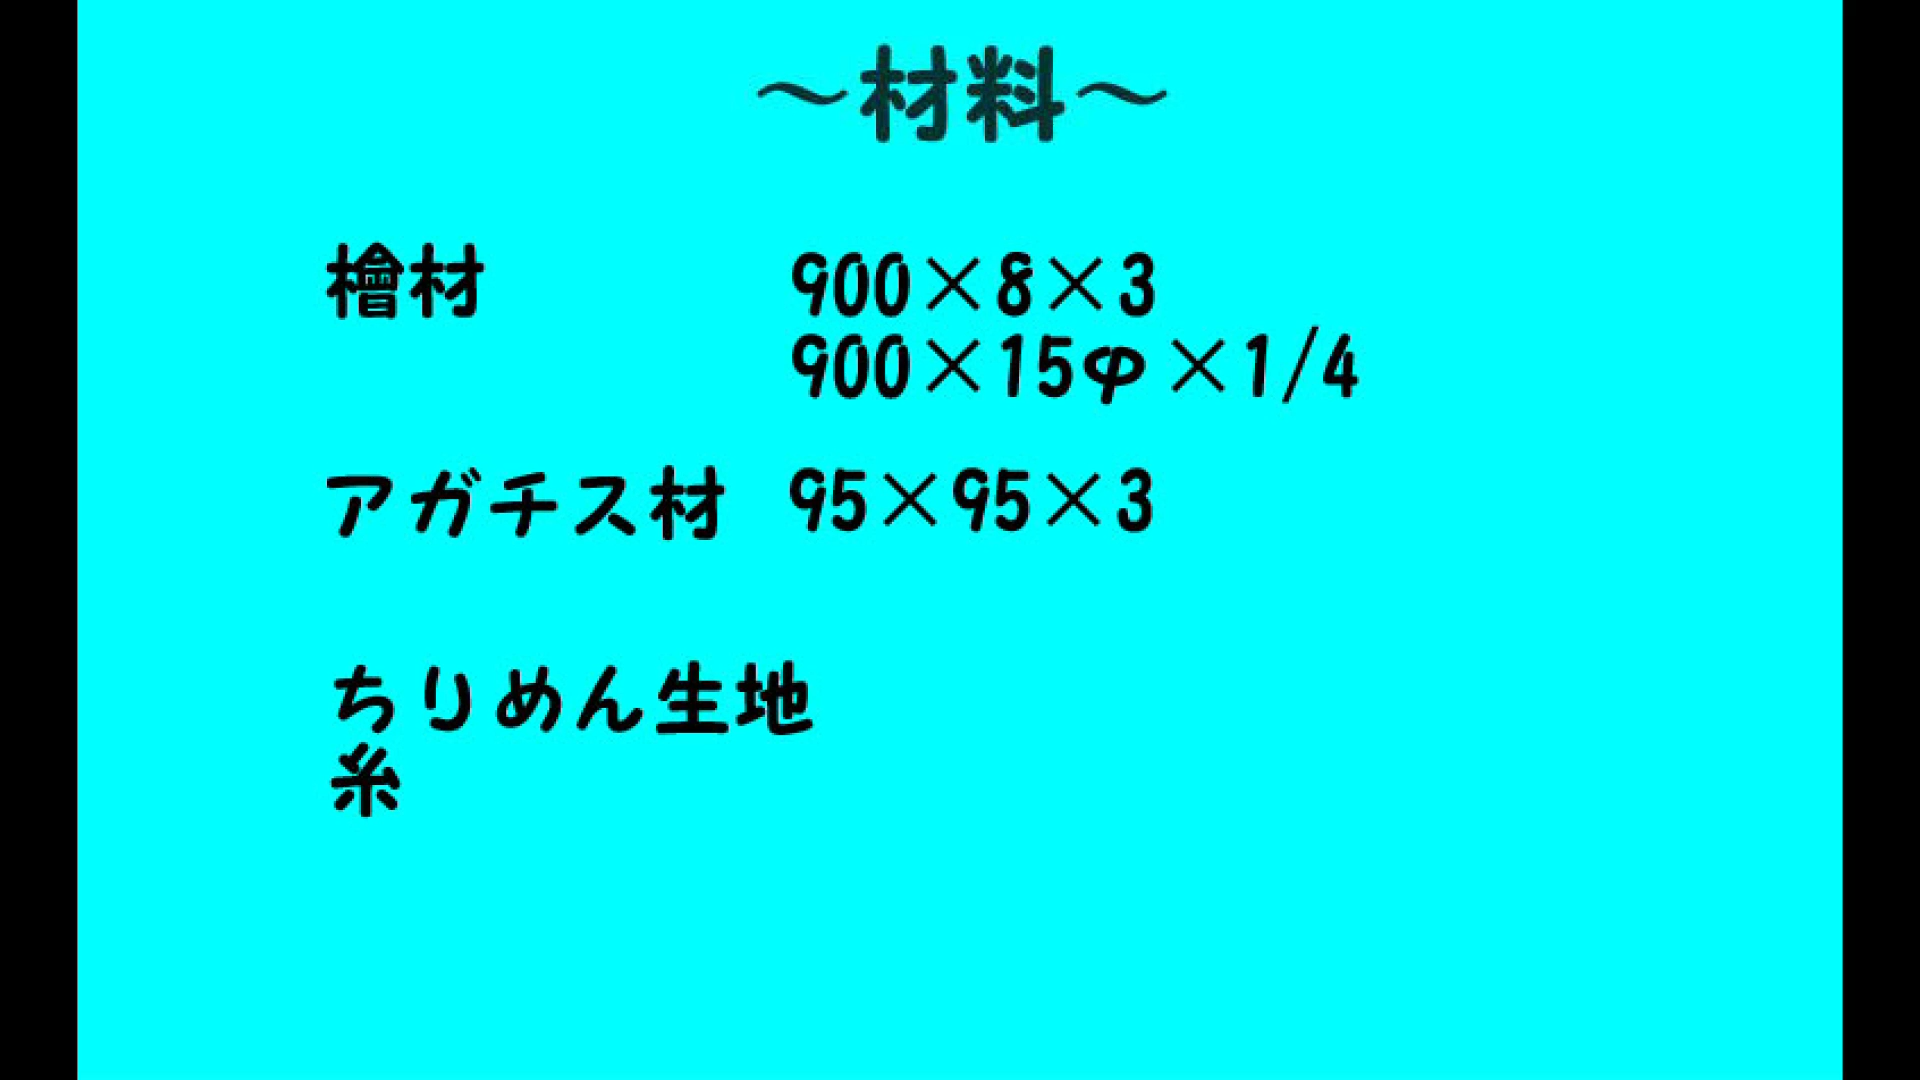 ～材料～
檜材 900×8×3
900×15φ×1/4
アガチス材 95×95×3
ちりめん生地
糸